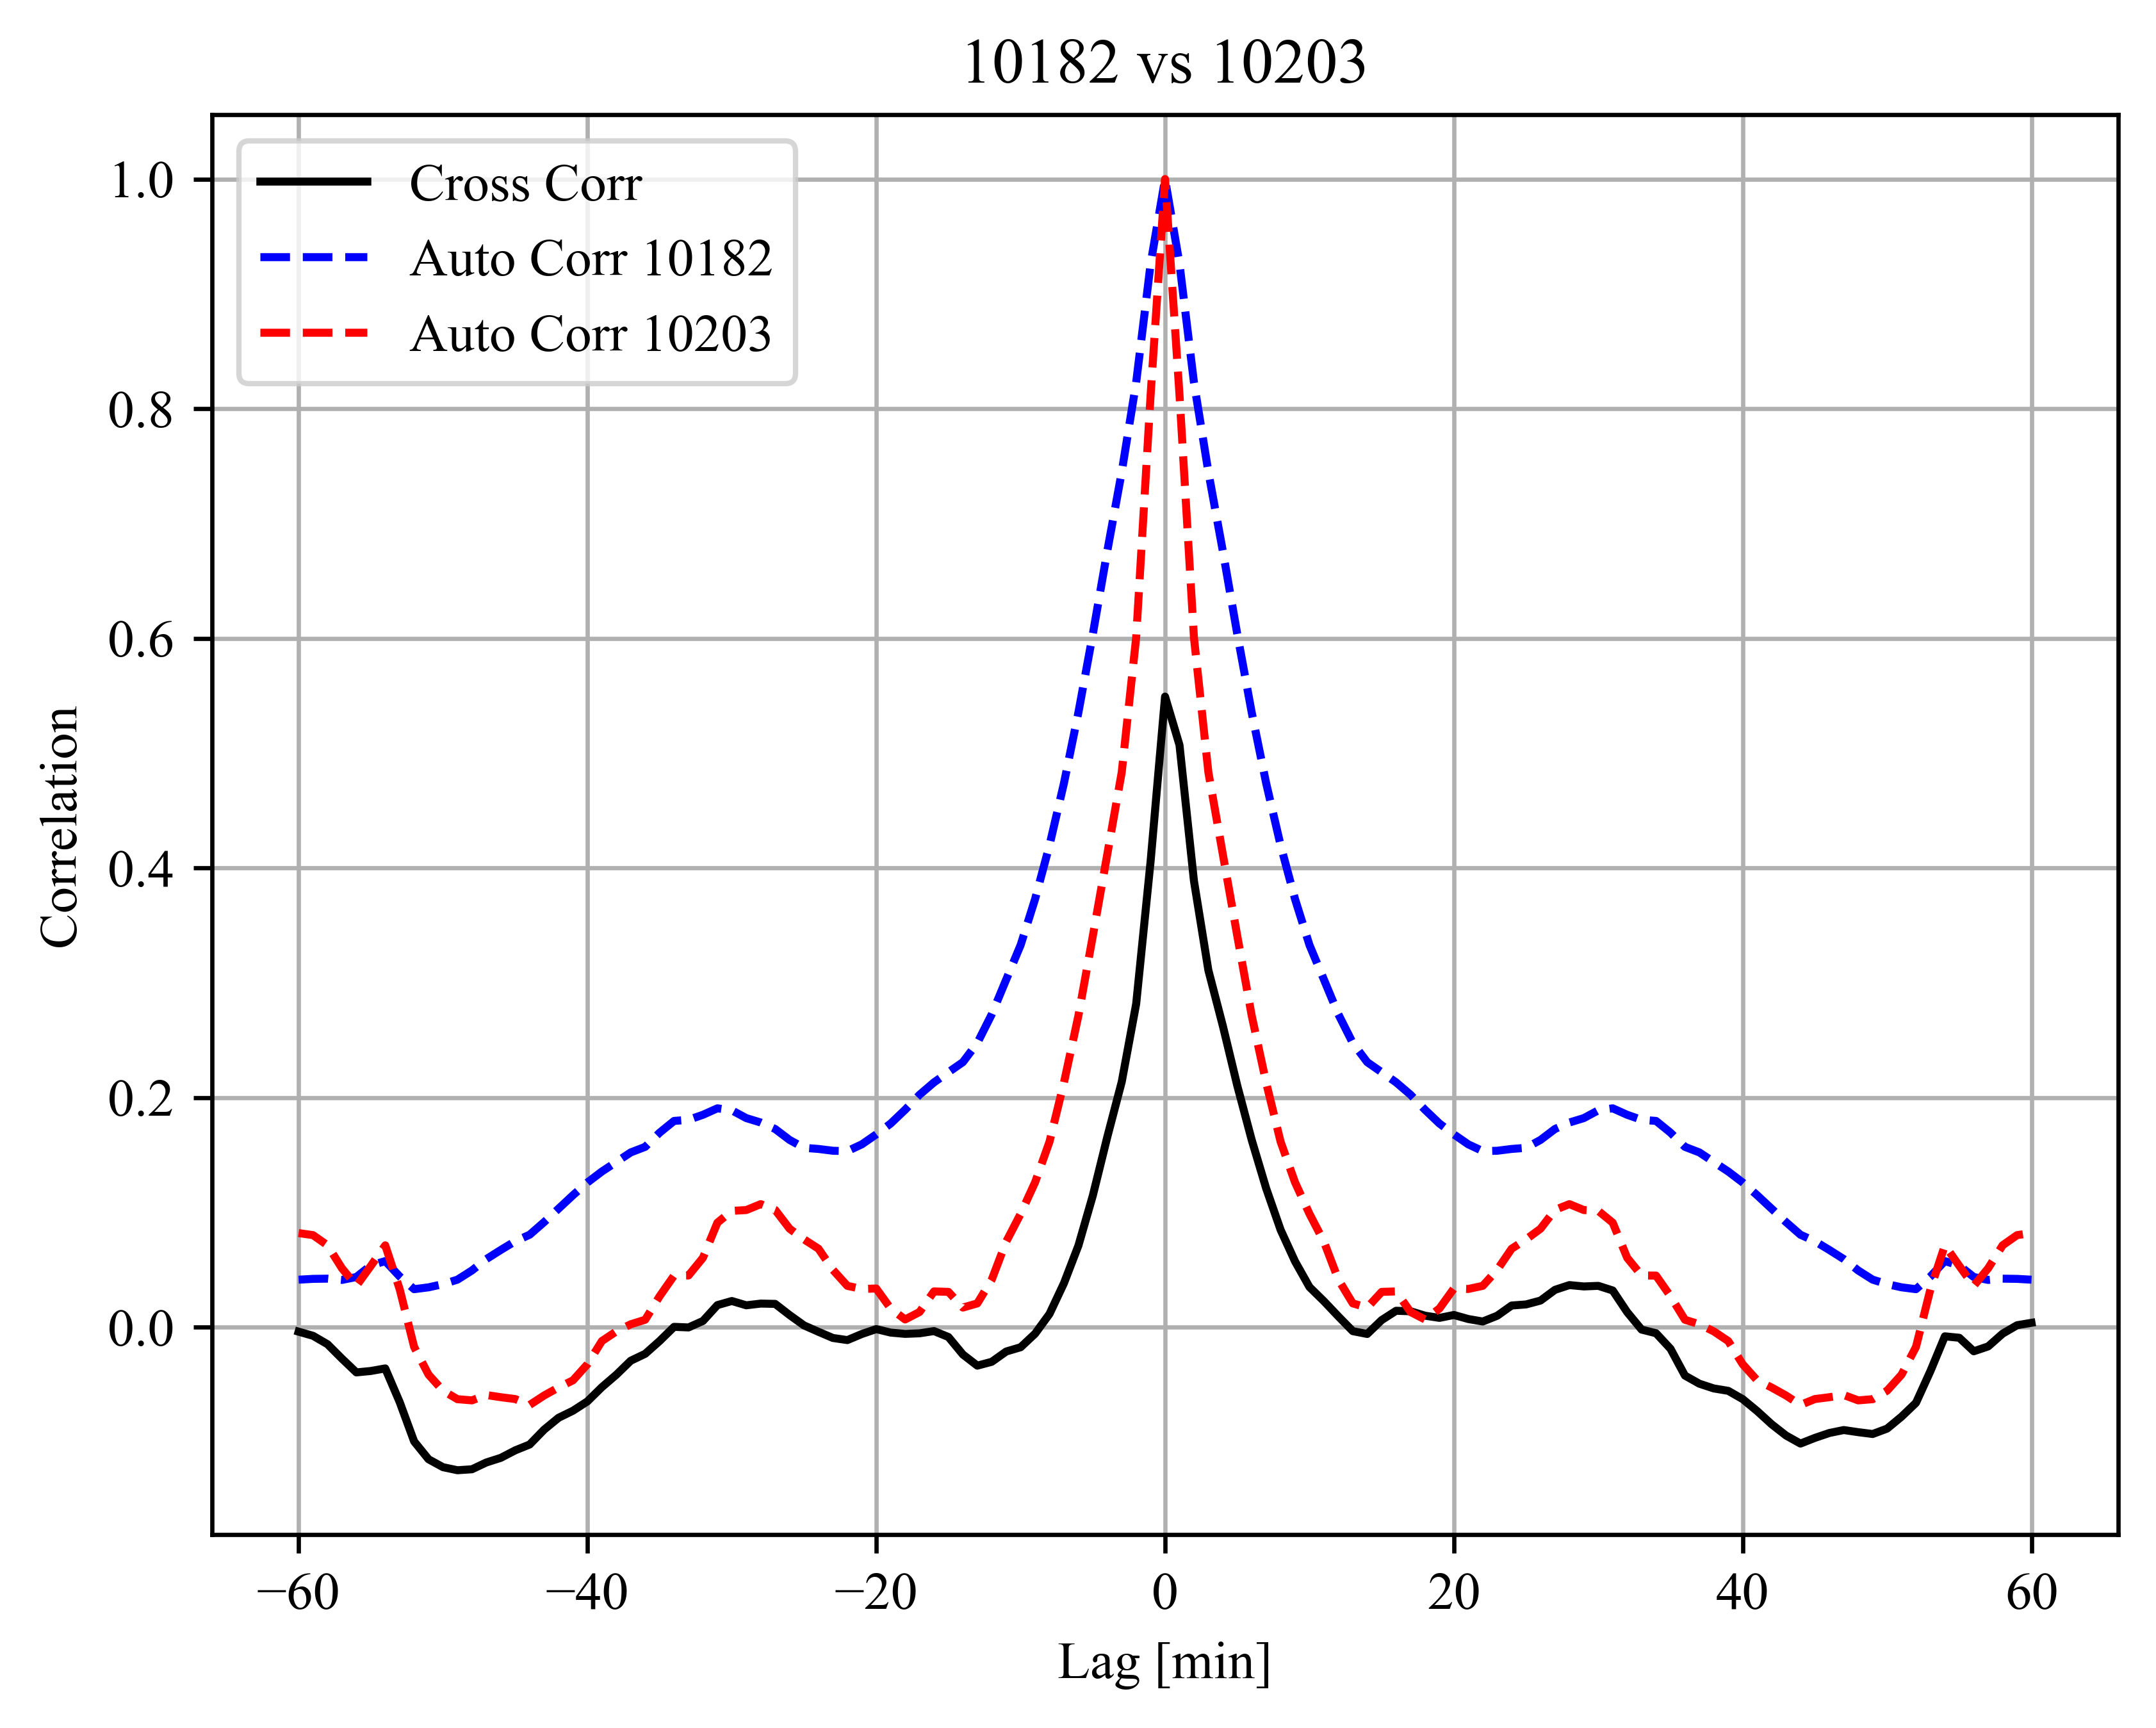 10182 vs 10203
Cross Corr
Auto Corr 10182
Auto Corr 10203
1.0
0.8
0.6
0.4
0.2
0.0
Correlation
−60
−40
−20
0
20
40
60
Lag [min]